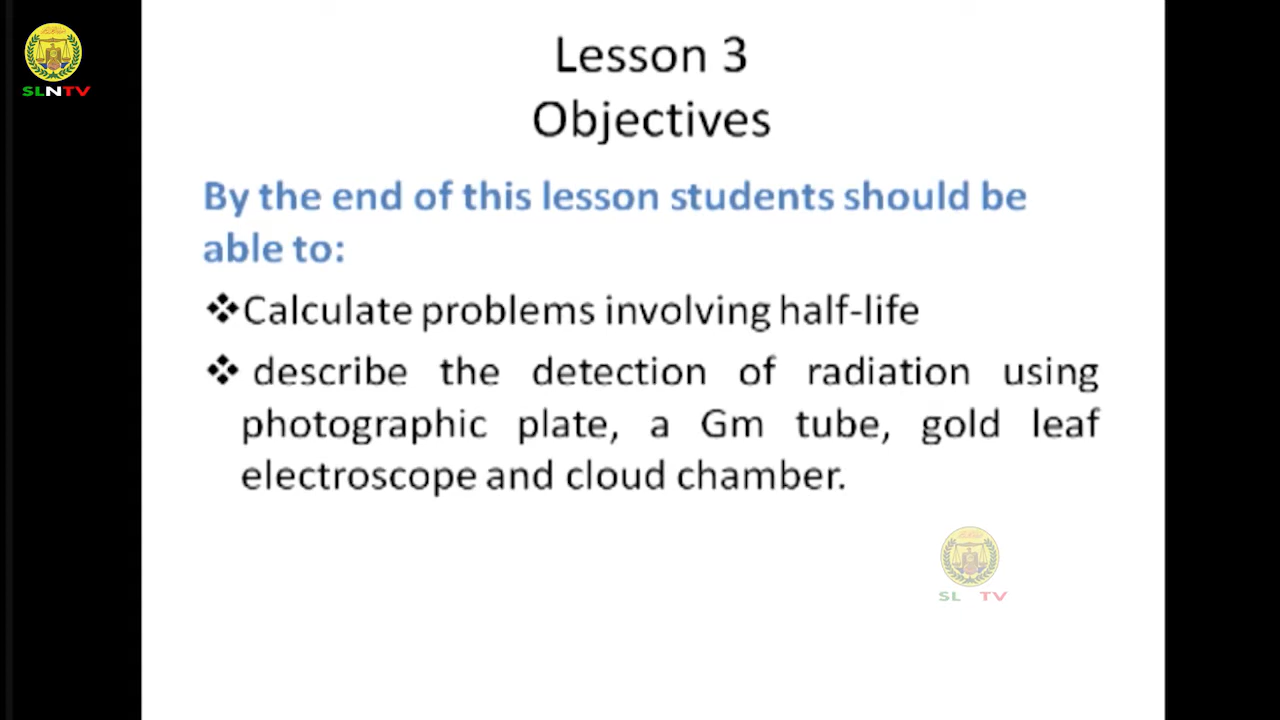 SLNTV
Lesson 3
Objectives
By the end of this lesson students should be
able to:
❖Calculate problems involving half-life
❖ describe the detection of radiation using
photographic plate, a Gm tube, gold leaf
electroscope and cloud chamber.
SL TV